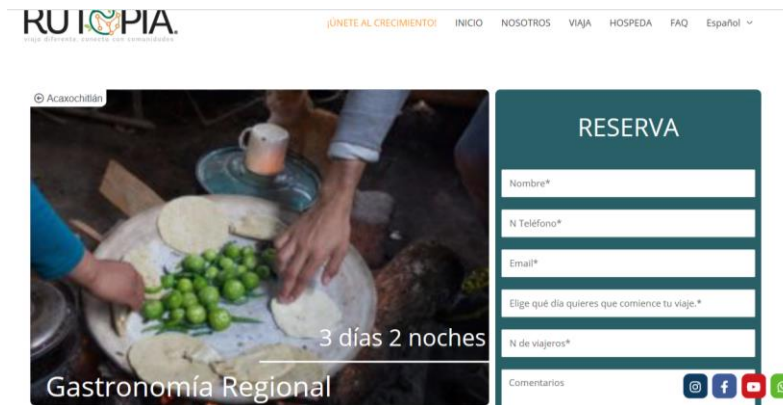 RUTOPIA.
viaja diferente, conecta con comunidades
¡ÚNETE AL CRECIMIENTO!
INICIO
NOSOTROS
VIAJA
HOSPEDA
FAQ
Español
Acaxochitlán
3 días 2 noches
Gastronomía Regional
RESERVA
Nombre*
N Teléfono*
Email*
Elige qué día quieres que comience tu viaje.*
N de viajeros*
Comentarios